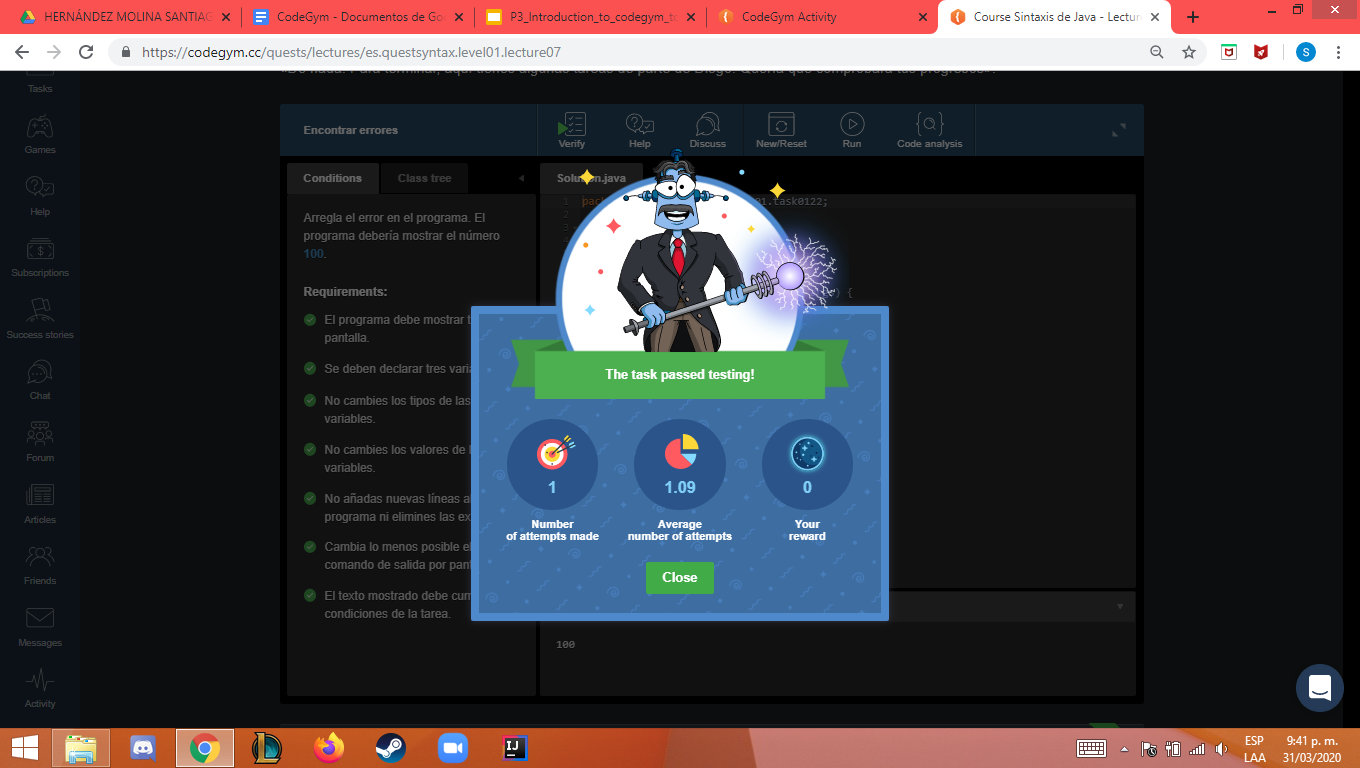 HERNÁNDEZ MOLINA SANTIAG
CodeGym - Documentos de Go
P3_Introduction_to_codegym_to
CodeGym Activity
Course Sintaxis de Java - Lectur
https://codegym.cc/quests/lectures/es.questsyntax.level01.lecture07
S
Tasks
Games
Help
Subscriptions
Success stories
Chat
Forum
Articles
Friends
Messages
Activity
Encontrar errores
Verify
Help
Discuss
New/Reset
Run
Code analysis
Conditions
Class tree
Solution.java
Arregla el error en el programa. El
programa debería mostrar el número
100.
Requirements:
El programa debe mostrar
pantalla.
Se deben declarar tres
No cambies los tipos de las
variables.
No cambies los valores de
variables.
No añadas nuevas líneas
programa ni elimines las
Cambia lo menos posible
comando de salida por
El texto mostrado debe
condiciones de la tarea.
1
2
3
.task0122;
) {
The task passed testing!
1
Number
of attempts made
1.09
Average
number of attempts
0
Your
reward
Close
100
IJ
ESP
LAA
9:41 p. m.
31/03/2020